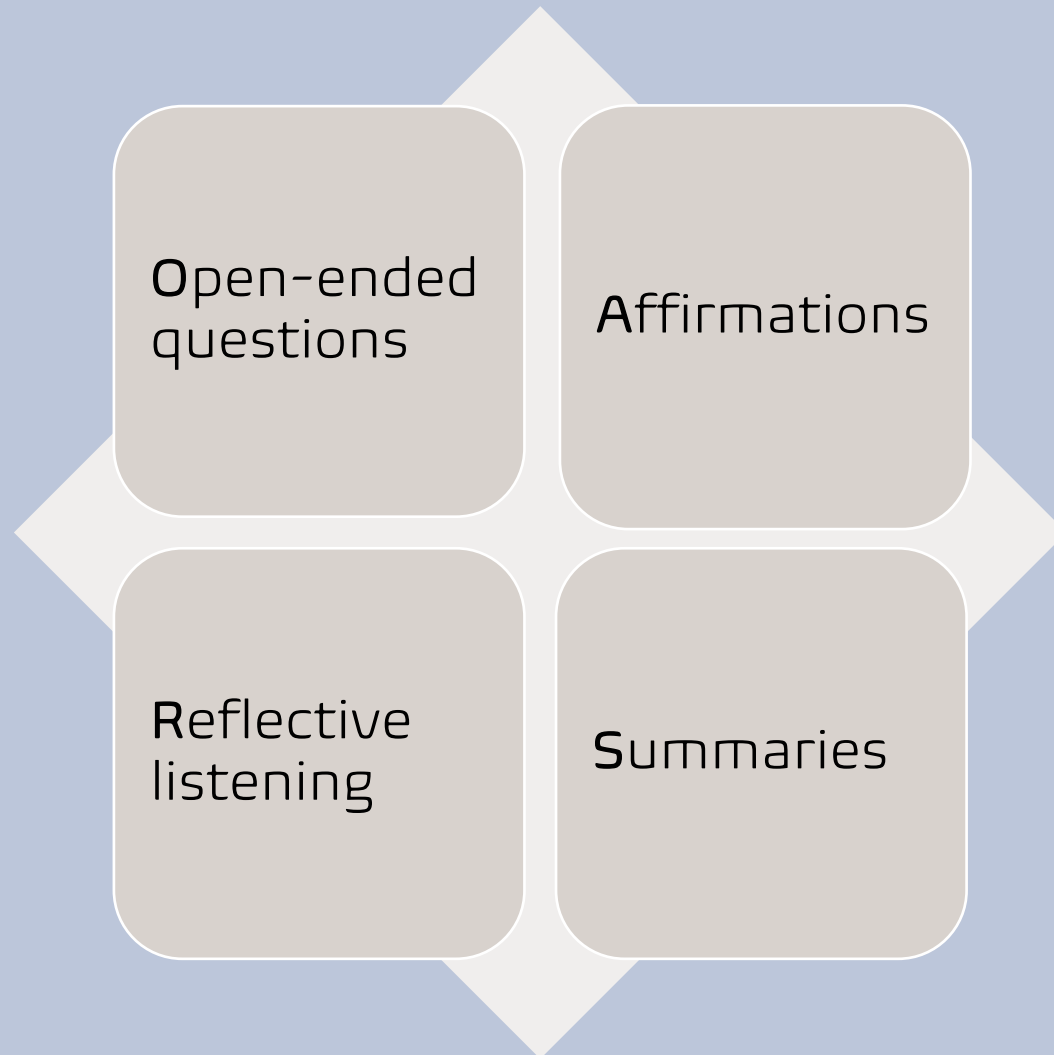 Open-ended
questions
Affirmations
Reflective
listening
Summaries